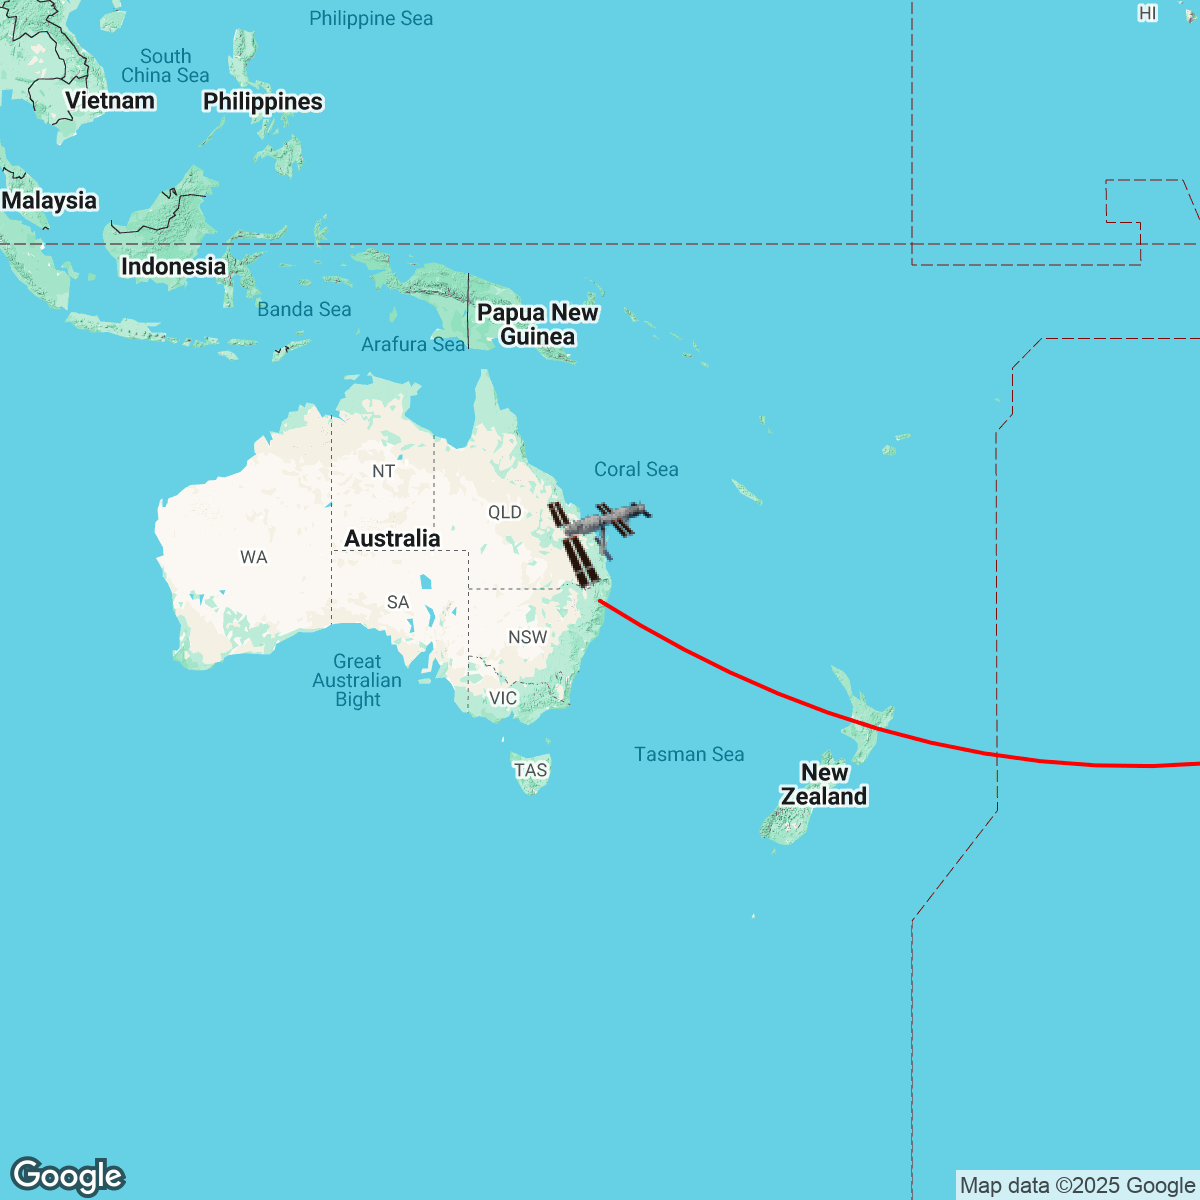 HI
Philippine Sea
South
China Sea
Vietnam
Philippines
Malaysia
Indonesia
Banda Sea
Papua New
Guinea
Arafura Sea
Coral Sea
NT
QLD
Australia
WA
SA
NSW
Great
Australian
Bight
VIC
Tasman Sea
TAS
New
Zealand
Google
Map data ©2025 Google